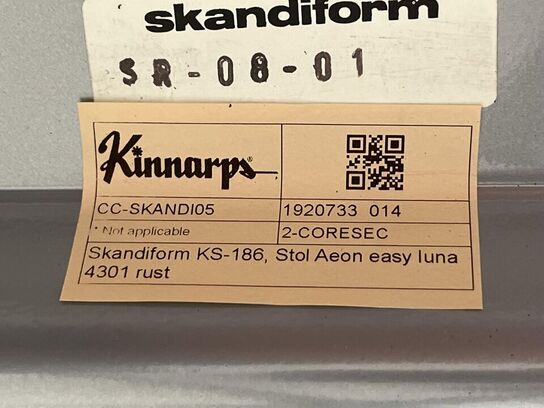 skandiform
SR-08-01
Kinnarps®
CC-SKANDI05
1920733 014
* Not applicable
2-CORESEC
Skandiform KS-186, Stol Aeon easy luna
4301 rust